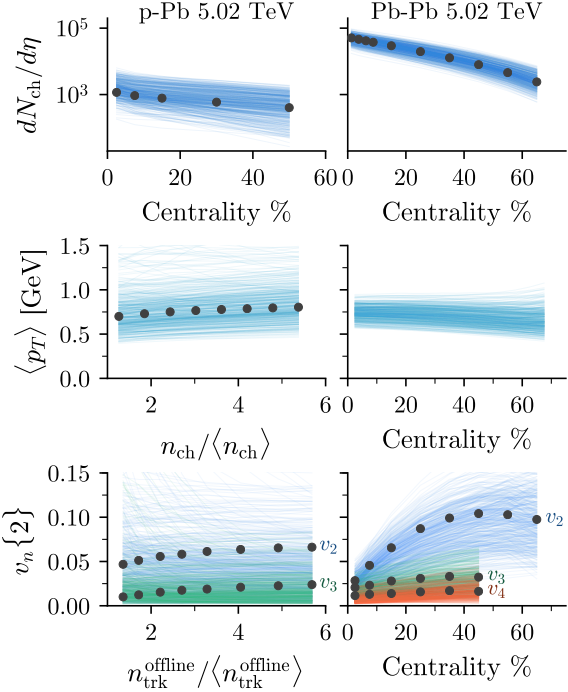 p-Pb 5.02 TeV
Pb-Pb 5.02 TeV
dN_ch/dη
10^5
10^3
0 20 40 60
Centrality %
0 20 40 60
Centrality %
⟨p_T⟩ [GeV]
1.5
1.0
0.5
0.0
2 4 6
n_ch/⟨n_ch⟩
0 20 40 60
Centrality %
v_n{2}
0.15
0.10
0.05
0.00
v_2
v_3
2 4 6
n_trk^offline/⟨n_trk^offline⟩
v_2
v_3
v_4
0 20 40 60
Centrality %